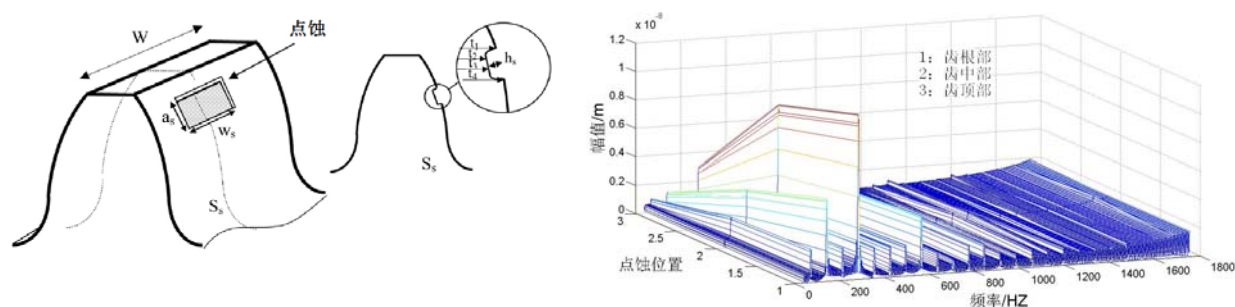 W
点蚀
a_s
w_s
S_s
t_1
t_2
t_3
t_4
h_s
S_s
x 10^-8
1.2
1
0.8
0.6
0.4
0.2
0
幅值/m
1：齿根部
2：齿中部
3：齿顶部
3
2.5
2
1.5
1
点蚀位置
0
200
400
600
800
1000
1200
1400
1600
1800
频率/HZ